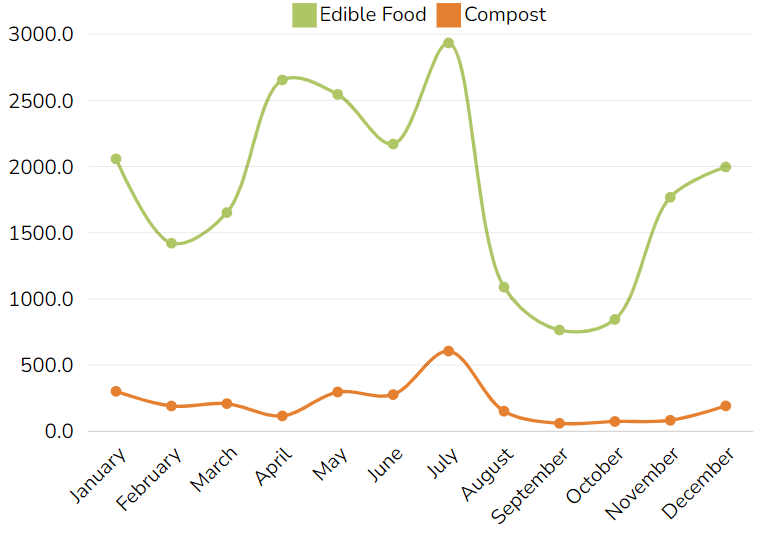 Edible Food Compost
3000.0
2500.0
2000.0
1500.0
1000.0
500.0
0.0
January
February
March
April
May
June
July
August
September
October
November
December